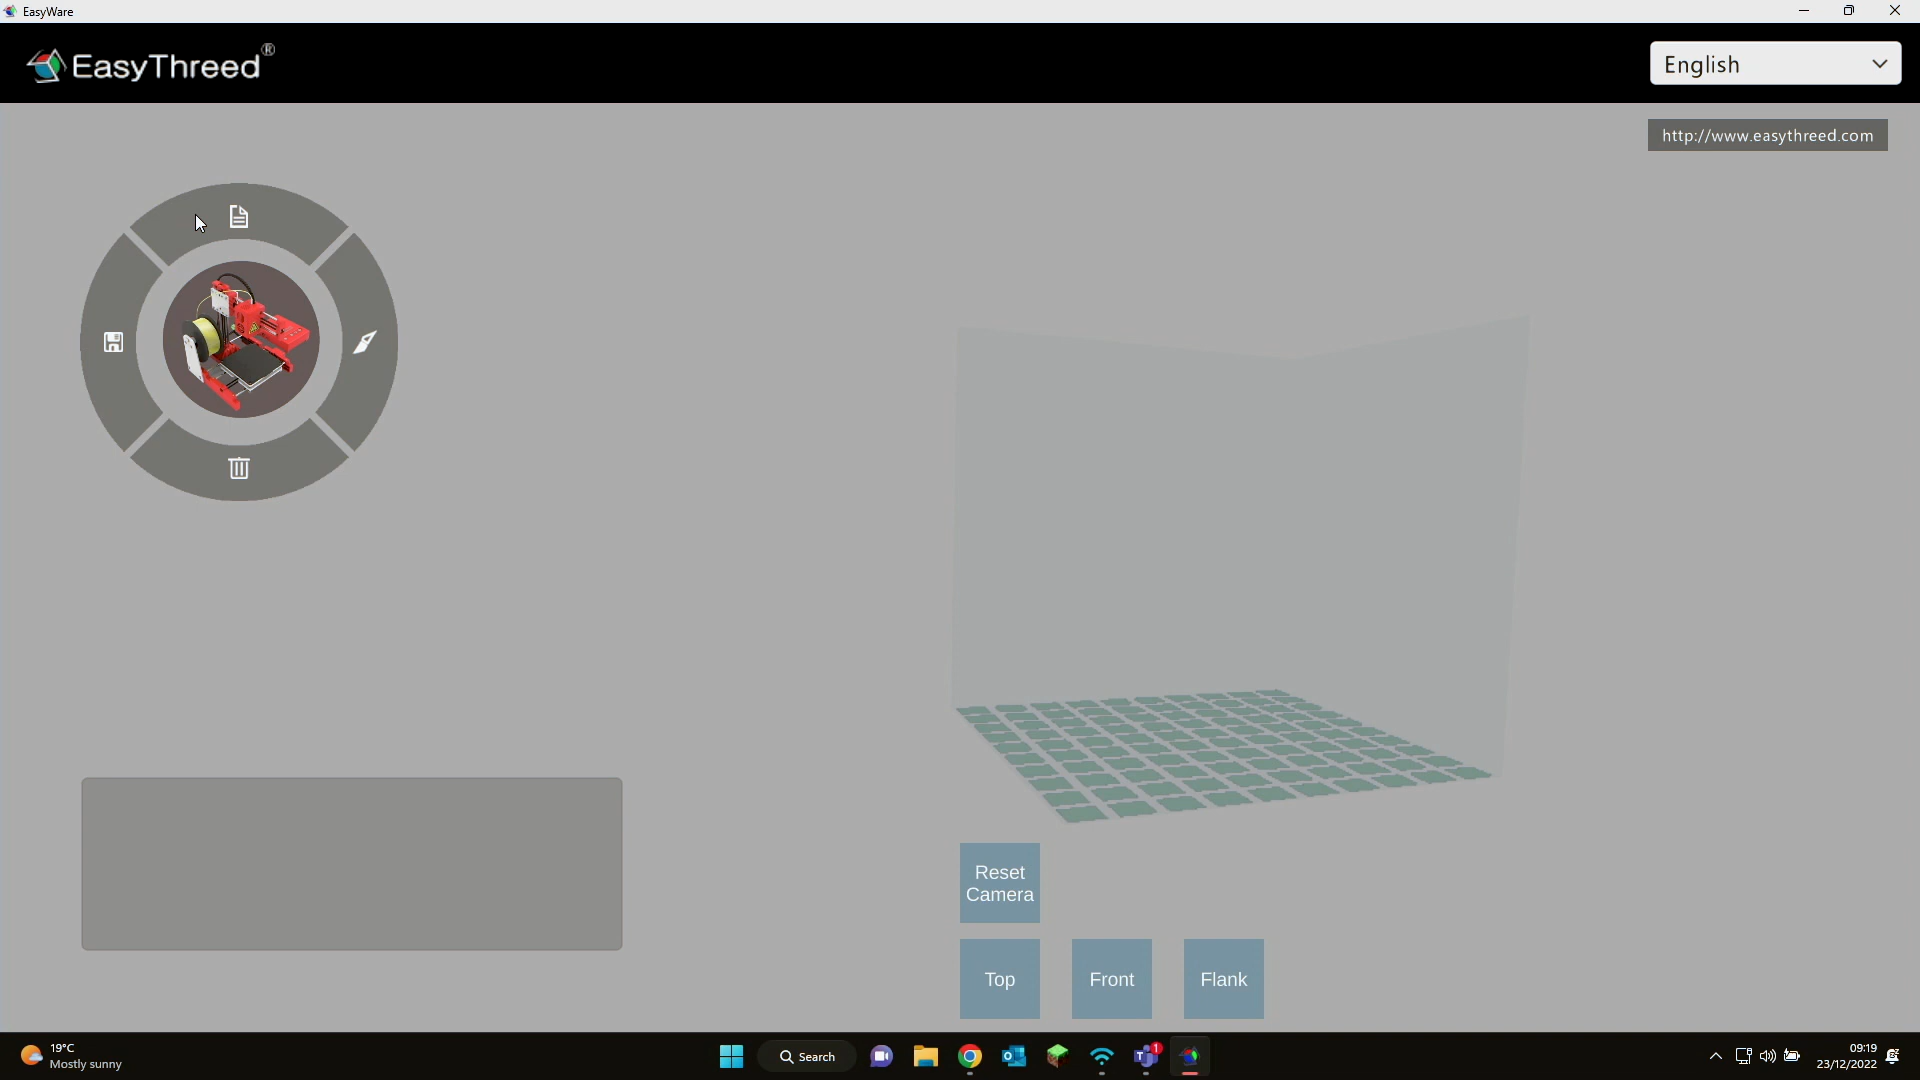 EasyWare
EasyThreed®
English
http://www.easythreed.com
Reset
Camera
Top
Front
Flank
19°C
Mostly sunny
Search
1
09:19
23/12/2022